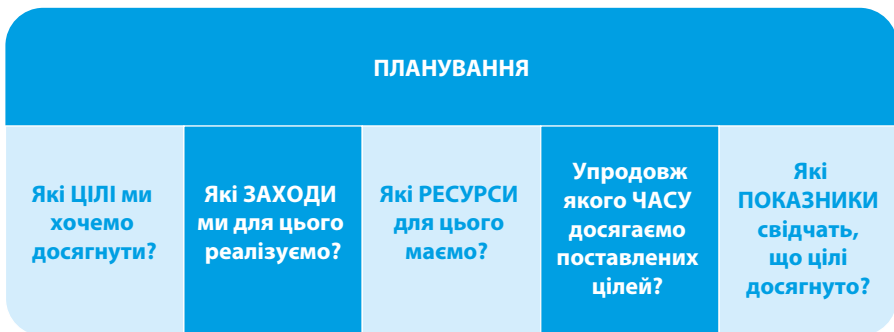 ПЛАНУВАННЯ
Які ЦІЛІ ми
хочемо
досягнути?
Які ЗАХОДИ
ми для цього
реалізуємо?
Які РЕСУРСИ
для цього
маємо?
Упродовж
якого ЧАСУ
досягаємо
поставлених
цілей?
Які
ПОКАЗНИКИ
свідчать,
що цілі
досягнуто?